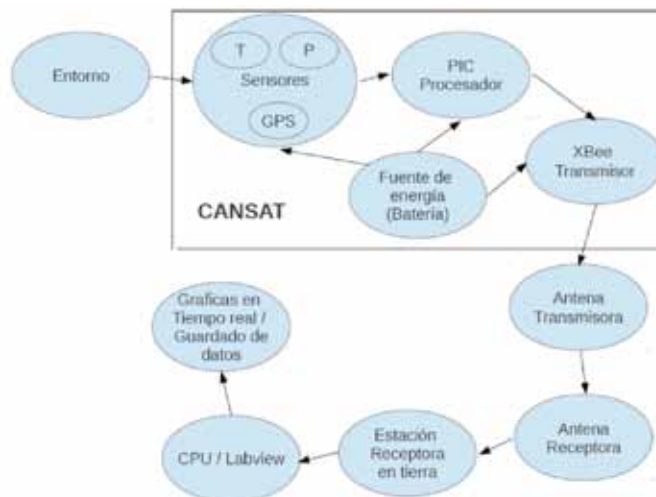 Entorno
T
P
Sensores
GPS
PIC
Procesador
XBee
Transmisor
Fuente de
energía
(Batería)
CANSAT
Antena
Transmisora
Antena
Receptora
Estación
Receptora
en tierra
CPU / Labview
Graficas en
Tiempo real /
Guardado de
datos